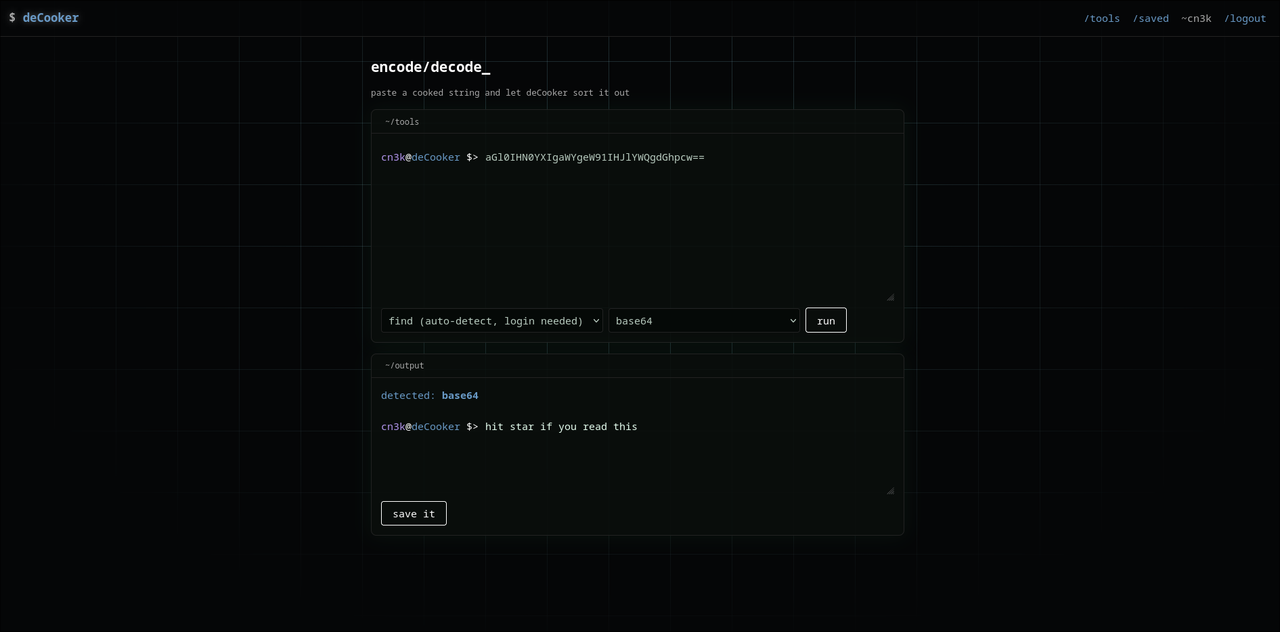 $ deCooker
/tools /saved ~cn3k /logout
encode/decode_
paste a cooked string and let deCooker sort it out
~/tools
cn3k@deCooker $> aGl0IHN0YXIgaWYgeW91IHJlYWQgdGhpcw==
find (auto-detect, login needed) base64 run
~/output
detected: base64
cn3k@deCooker $> hit star if you read this
save it